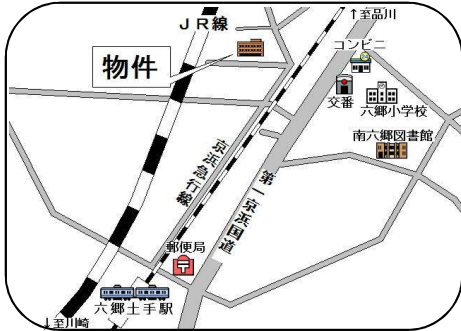 ↑至品川
JR線
コンビニ
物件
交番
六郷小学校
南六郷図書館
京浜急行線
第一京浜国道
郵便局
六郷土手駅
↓至川崎